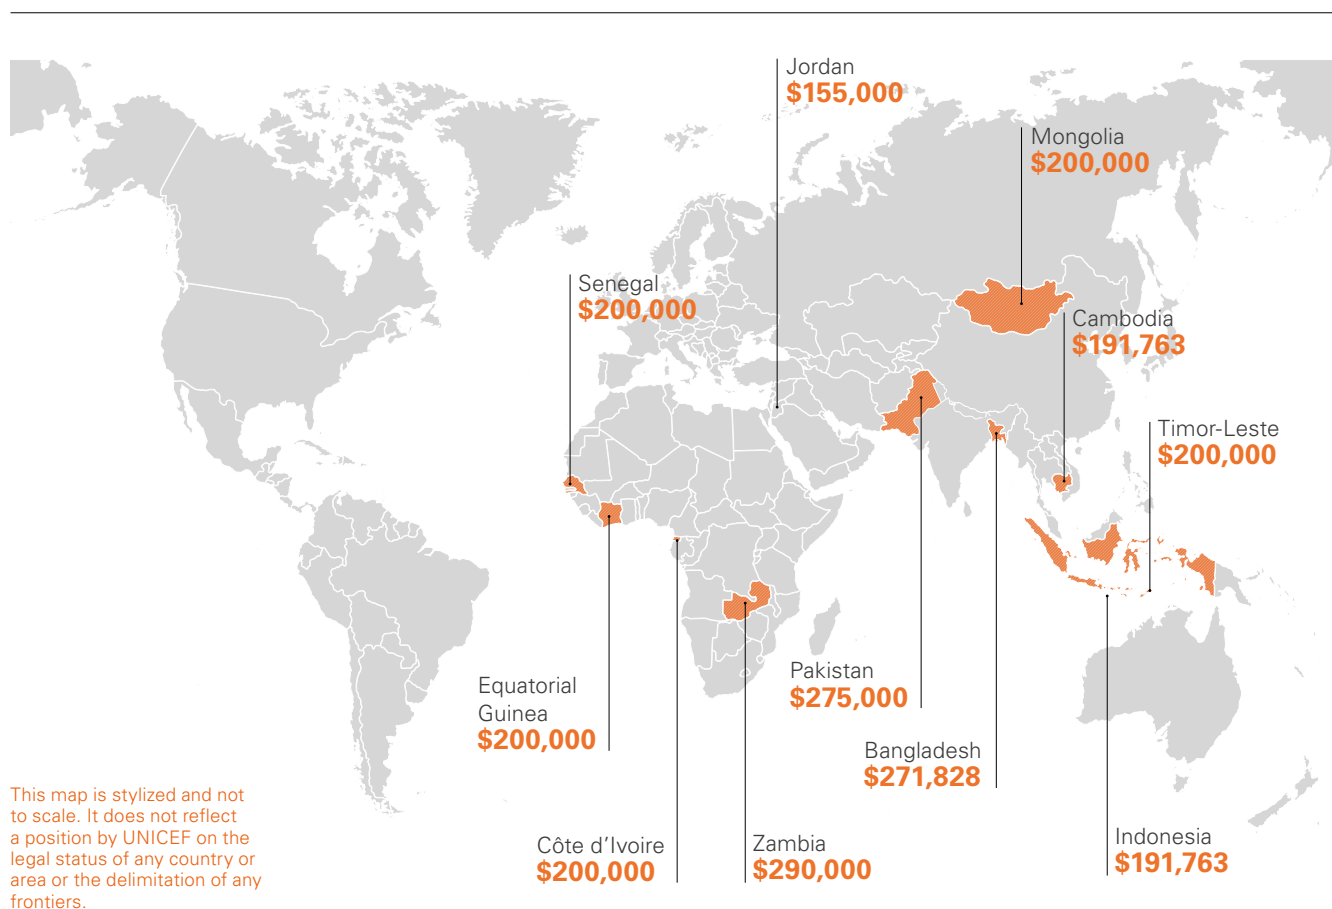 Jordan
$155,000
Mongolia
$200,000
Senegal
$200,000
Cambodia
$191,763
Timor-Leste
$200,000
Pakistan
$275,000
Equatorial
Guinea
$200,000
Bangladesh
$271,828
This map is stylized and not
to scale. It does not reflect
a position by UNICEF on the
legal status of any country or
area or the delimitation of any
frontiers.
Côte d’Ivoire
$200,000
Zambia
$290,000
Indonesia
$191,763